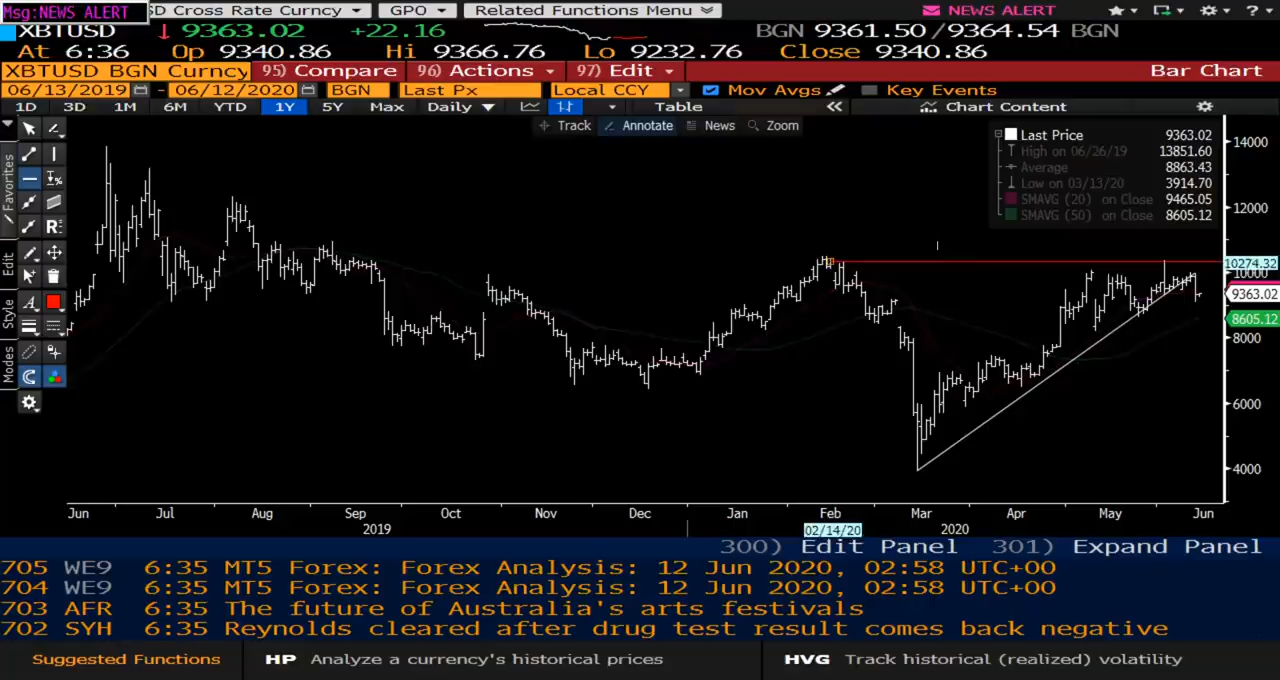 Msg:NEWS ALERT
SD Cross Rate Curncy GPO Related Functions Menu NEWS ALERT ?
XBTUSD ↓ 9363.02 +22.16 BGN 9361.50/9364.54 BGN
At 6:36 Op 9340.86 Hi 9366.76 Lo 9232.76 Close 9340.86
XBTUSD BGN Curncy 95) Compare 96) Actions 97) Edit Bar Chart
06/13/2019 - 06/12/2020 BGN Last Px Local CCY Mov Avgs Key Events
1D 3D 1M 6M YTD 1Y 5Y Max Daily Table << Chart Content
Track Annotate News Zoom
Last Price 9363.02
High on 06/26/19 13851.60
Average 8863.43
Low on 03/13/20 3914.70
SMAVG (20) on Close 9465.05
SMAVG (50) on Close 8605.12
Favorites
Edit
Style
Modes
14000
12000
10274.32
10000
9363.02
8605.12
8000
6000
4000
Jun Jul Aug Sep Oct Nov Dec Jan Feb Mar Apr May Jun
2019 02/14/20 2020
300) Edit Panel 301) Expand Panel
705 WE9 6:35 MT5 Forex: Forex Analysis: 12 Jun 2020, 02:58 UTC+00
704 WE9 6:35 MT5 Forex: Forex Analysis: 12 Jun 2020, 02:58 UTC+00
703 AFR 6:35 The future of Australia's arts festivals
702 SYH 6:35 Reynolds cleared after drug test result comes back negative
Suggested Functions HP Analyze a currency's historical prices HVG Track historical (realized) volatility